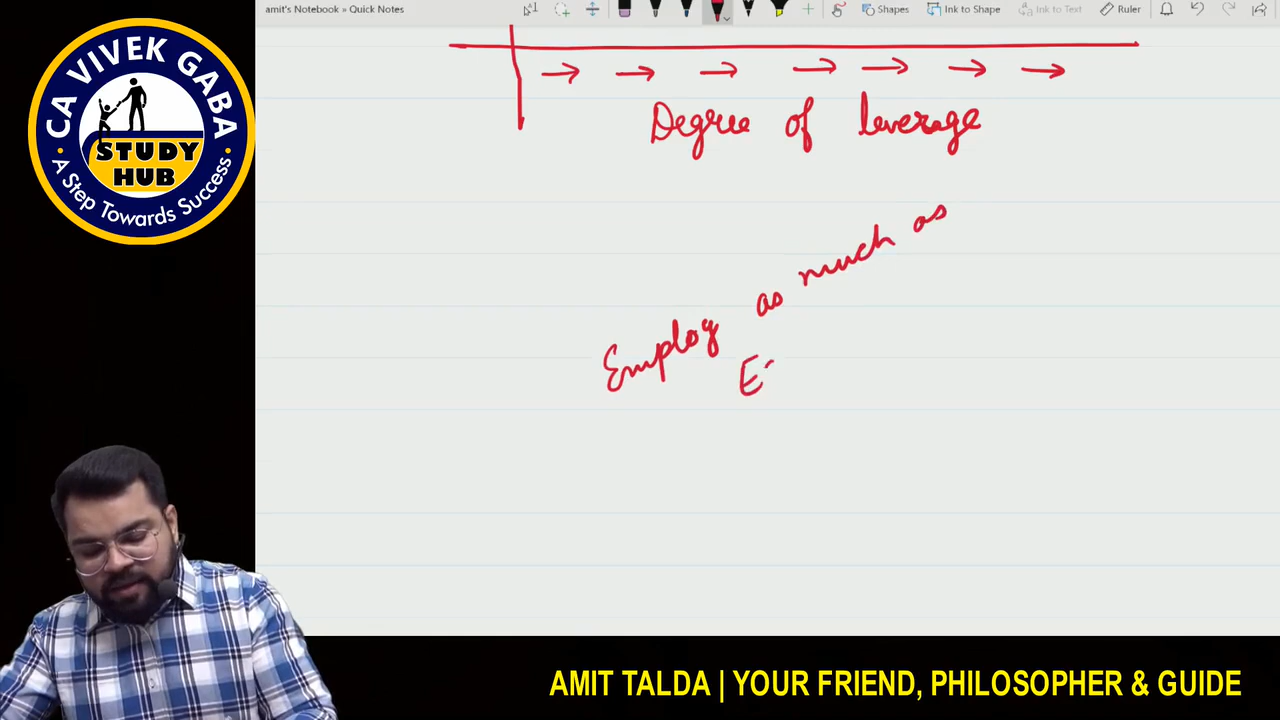 amit's Notebook » Quick Notes
Shapes
Ink to Shape
Ink to Text
Ruler
CA VIVEK GABA
STUDY
HUB
• A Step Towards Success •
Degree of leverage
Employ as much as
E
AMIT TALDA | YOUR FRIEND, PHILOSOPHER & GUIDE